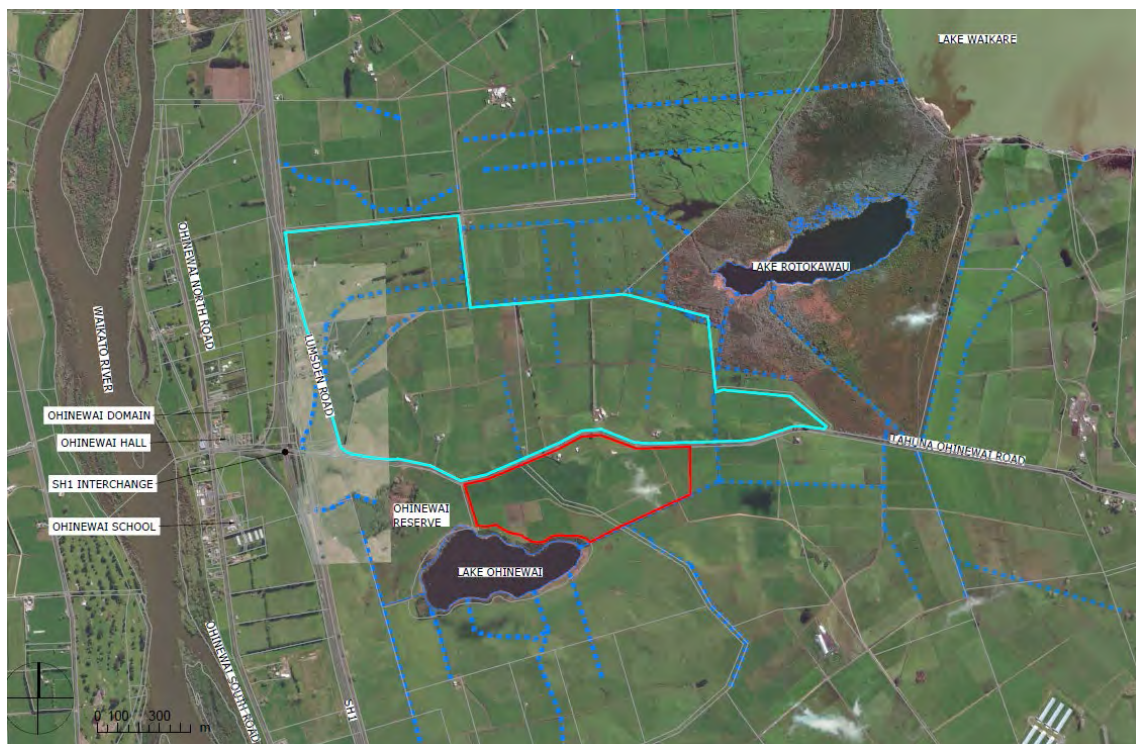 LAKE WAIKARE
OHINEWAI NORTH ROAD
LAKE ROTOKAWAU
WAIKATO RIVER
LUMSDEN ROAD
OHINEWAI DOMAIN
OHINEWAI HALL
TAHUNA OHINEWAI ROAD
SH1 INTERCHANGE
OHINEWAI
RESERVE
OHINEWAI SCHOOL
LAKE OHINEWAI
OHINEWAI SOUTH ROAD
SH1
0 100 300
m